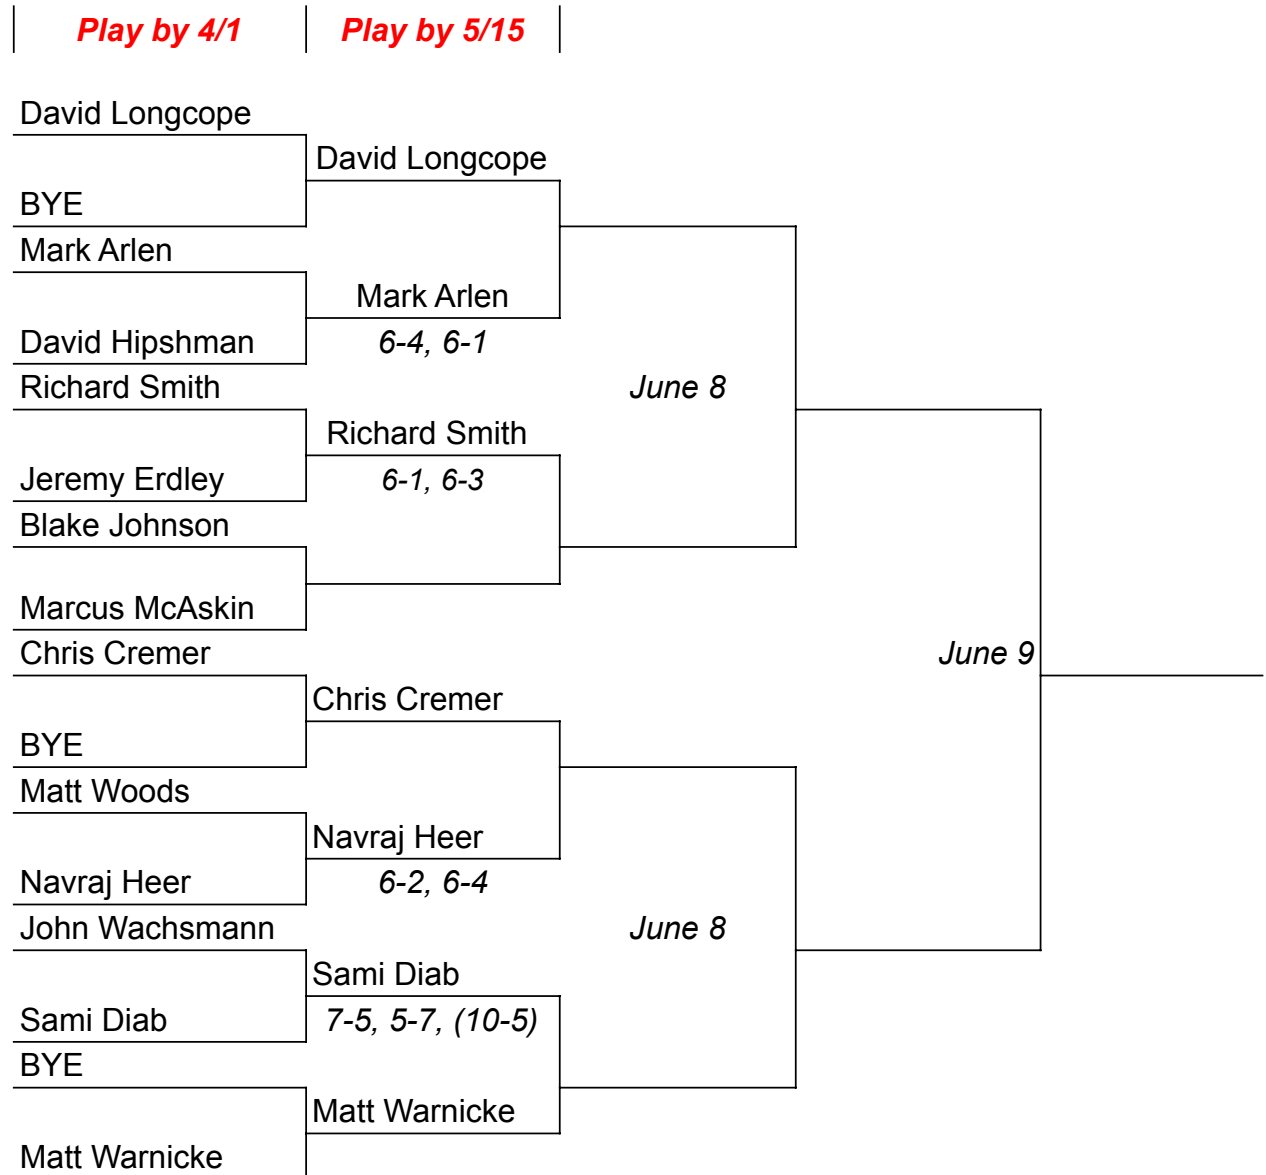 Play by 4/1 Play by 5/15
David Longcope
David Longcope
BYE
Mark Arlen
Mark Arlen
David Hipshman 6-4, 6-1
Richard Smith June 8
Richard Smith
Jeremy Erdley 6-1, 6-3
Blake Johnson
Marcus McAskin
Chris Cremer June 9
Chris Cremer
BYE
Matt Woods
Navraj Heer
Navraj Heer 6-2, 6-4
John Wachsmann June 8
Sami Diab
Sami Diab 7-5, 5-7, (10-5)
BYE
Matt Warnicke
Matt Warnicke